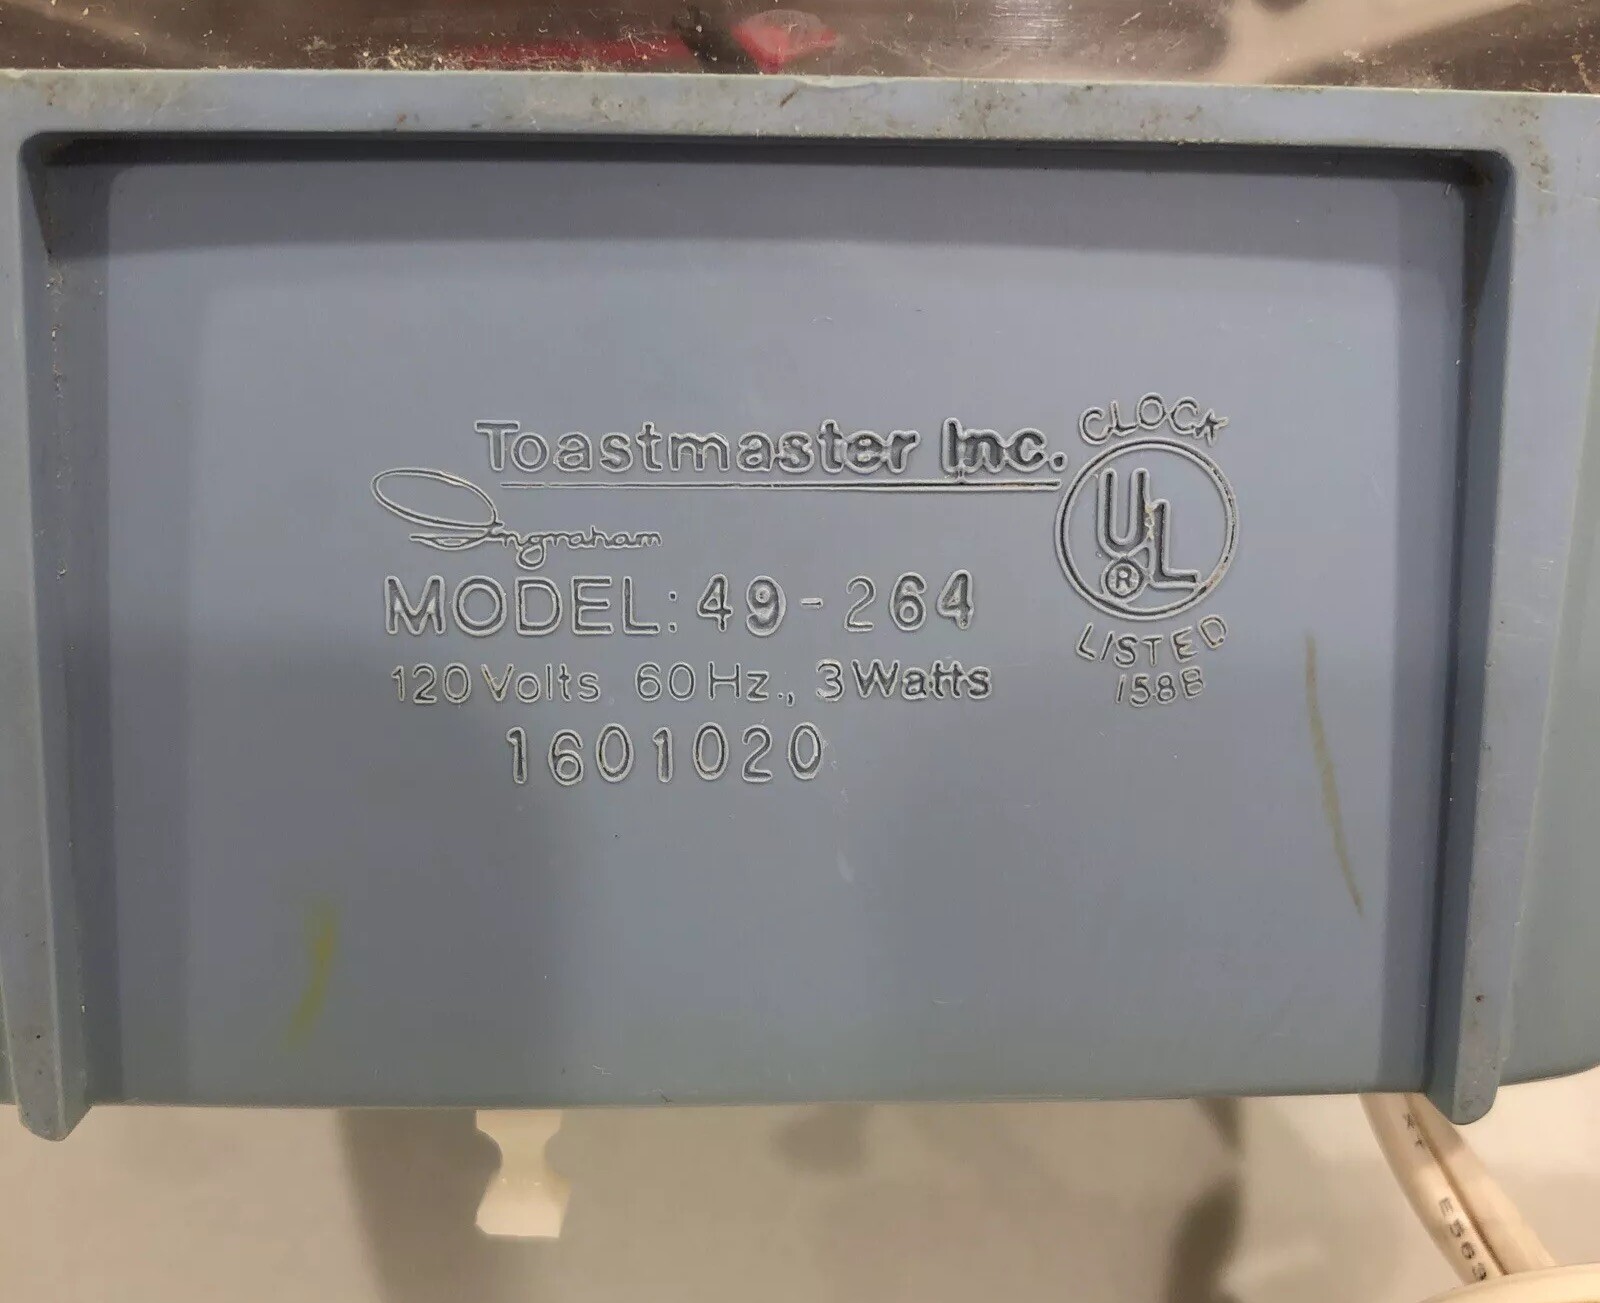 Toastmaster Inc.
Ingraham
MODEL: 49-264
120 Volts 60 Hz., 3 Watts
1601020
CLOCK
UL
®
LISTED
158B